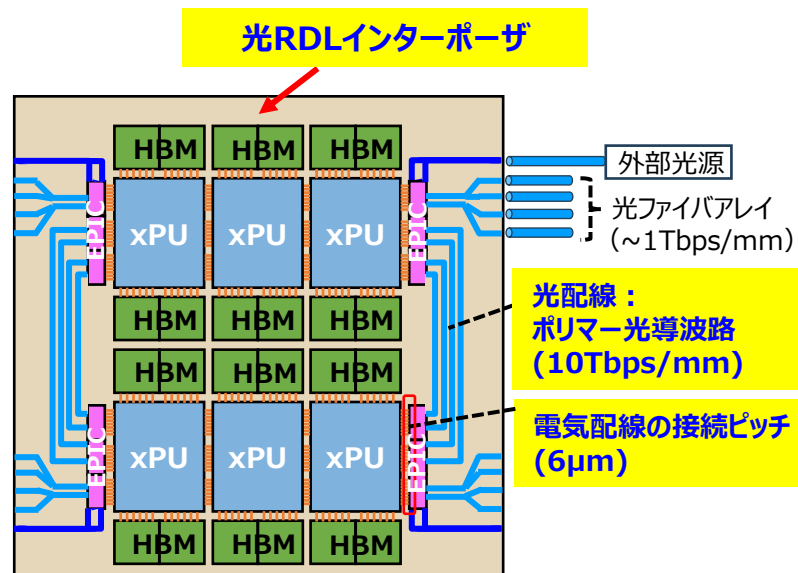 光RDLインターポーザ
HBM HBM HBM
外部光源
EPIC xPU xPU xPU EPIC
光ファイバアレイ
(~1Tbps/mm)
HBM HBM HBM
光配線：
ポリマー光導波路
(10Tbps/mm)
HBM HBM HBM
電気配線の接続ピッチ
(6μm)
EPIC xPU xPU xPU EPIC
HBM HBM HBM